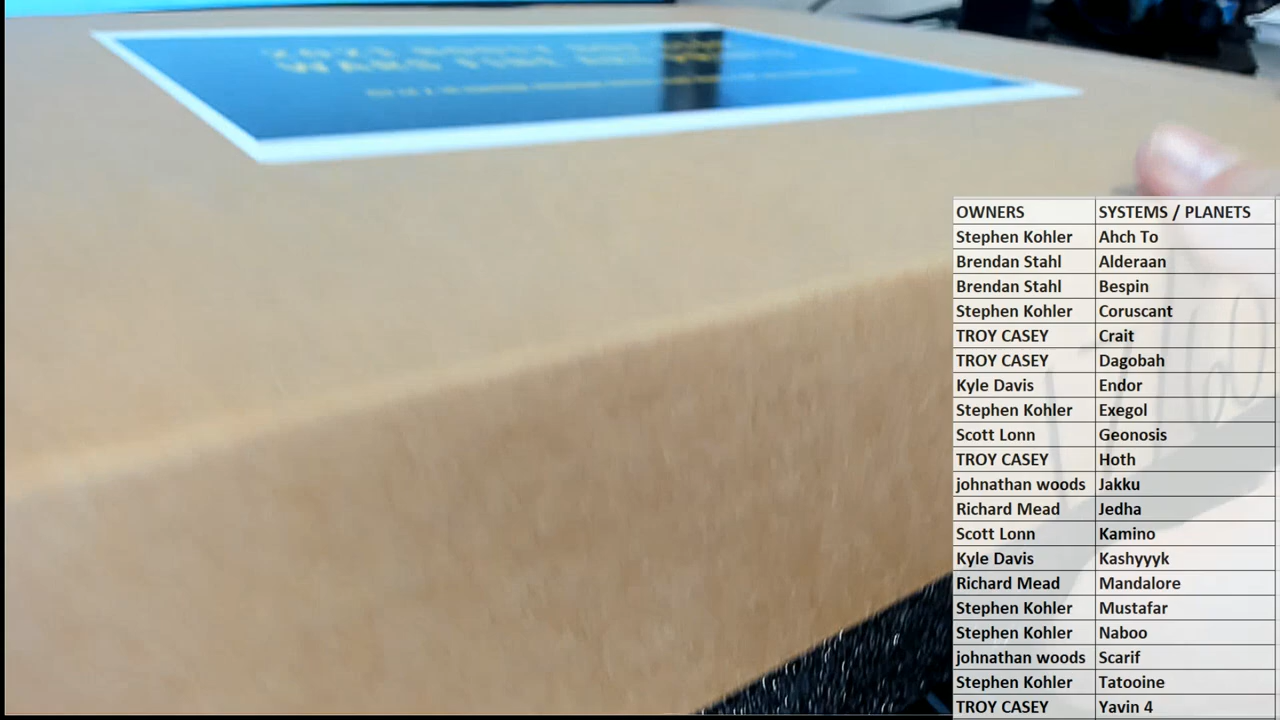 OWNERS SYSTEMS / PLANETS
Stephen Kohler Ahch To
Brendan Stahl Alderaan
Brendan Stahl Bespin
Stephen Kohler Coruscant
TROY CASEY Crait
TROY CASEY Dagobah
Kyle Davis Endor
Stephen Kohler Exegol
Scott Lonn Geonosis
TROY CASEY Hoth
johnathan woods Jakku
Richard Mead Jedha
Scott Lonn Kamino
Kyle Davis Kashyyyk
Richard Mead Mandalore
Stephen Kohler Mustafar
Stephen Kohler Naboo
johnathan woods Scarif
Stephen Kohler Tatooine
TROY CASEY Yavin 4